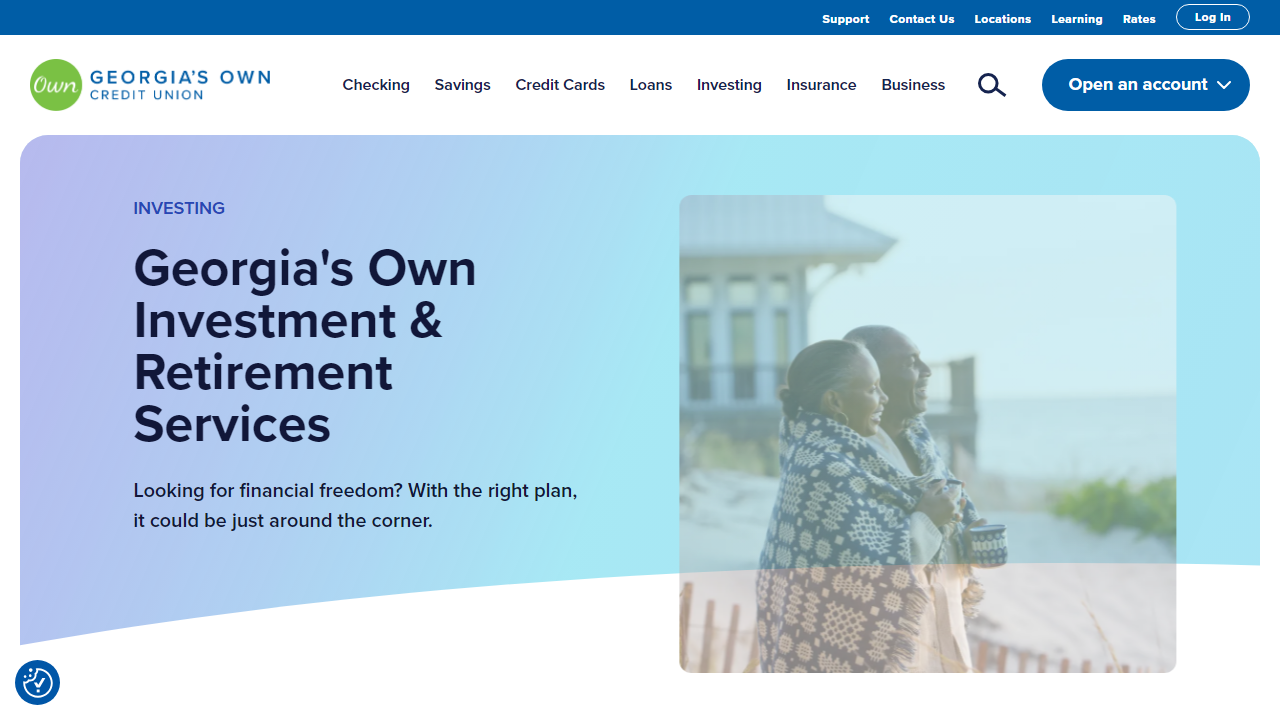 Support Contact Us Locations Learning Rates Log In
Own GEORGIA'S OWN
CREDIT UNION
Checking Savings Credit Cards Loans Investing Insurance Business Open an account
INVESTING
Georgia's Own
Investment &
Retirement
Services
Looking for financial freedom? With the right plan,
it could be just around the corner.